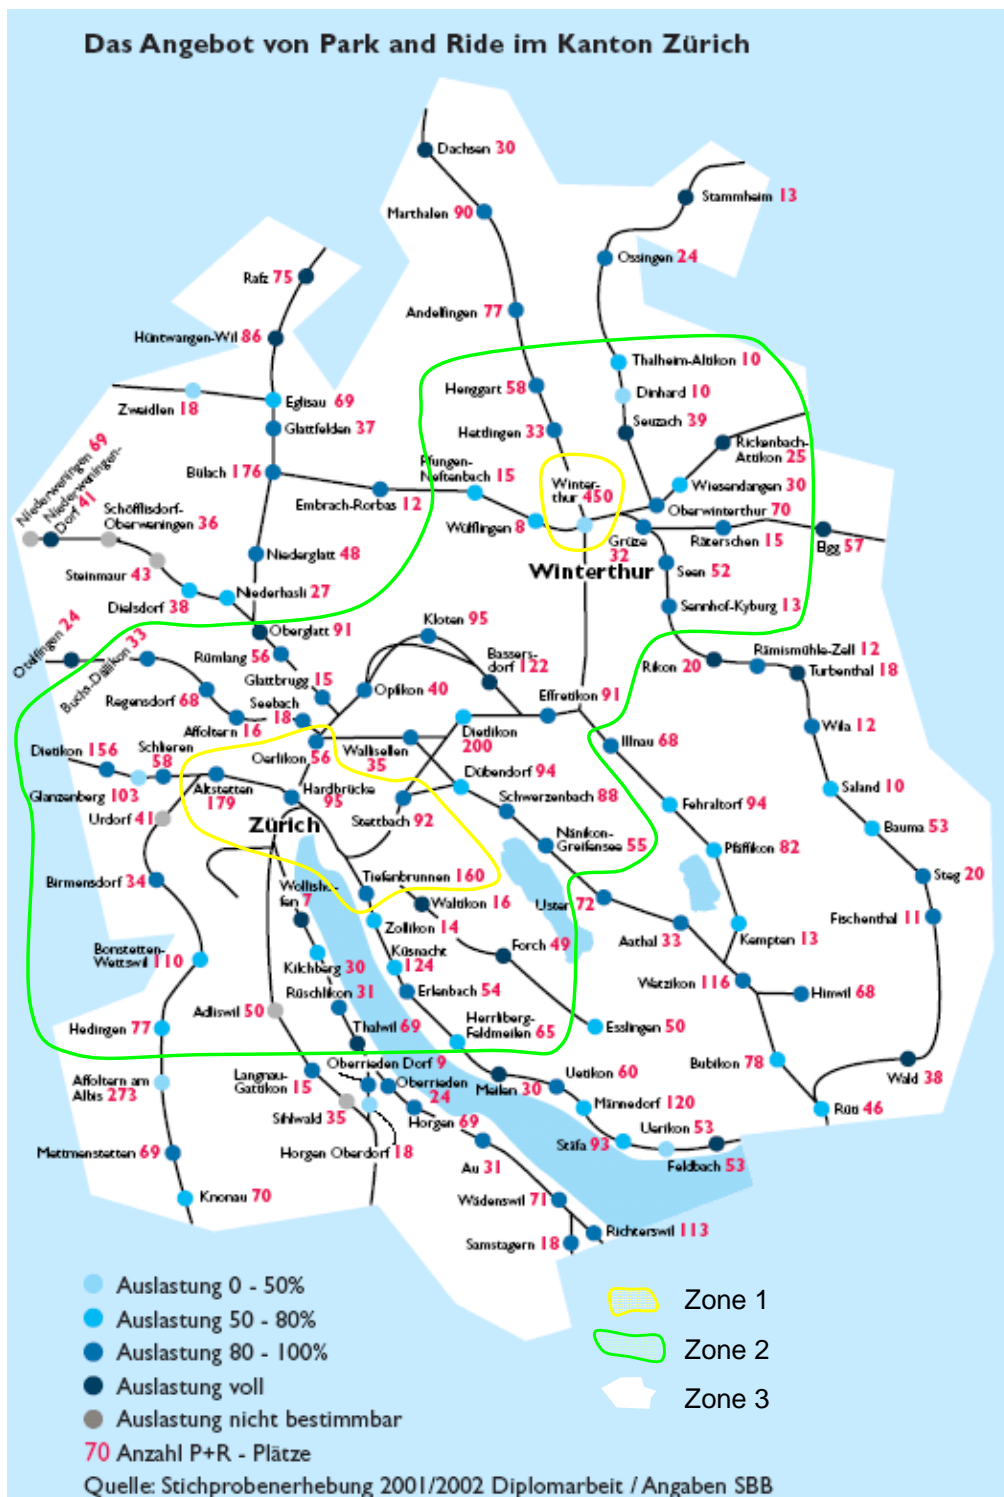 Das Angebot von Park and Ride im Kanton Zürich
Dachsen 30
Stammheim 13
Marthalen 90
Ossingen 24
Rafz 75
Andelfingen 77
Hüntwangen-Wil 86
Thalheim-Altikon 10
Henggart 58
Dinhard 10
Zweidlen 18
Eglisau 69
Seuzach 39
Glattfelden 37
Hettlingen 33
Rickenbach-
Attikon 25
Niederweningen 69
Niederweningen-
Dorf 41
Bülach 176
Pfungen-
Neftenbach 15
Winter-
thur 450
Wiesendangen 30
Schöfflisdorf-
Oberweningen 36
Embrach-Rorbas 12
Oberwinterthur 70
Wülflingen 8
Grüze
32
Räterschen 15
Elgg 57
Niederglatt 48
Steinmaur 43
Winterthur
Seen 52
Niederhasli 27
Dielsdorf 38
Sennhof-Kyburg 13
Otelfingen 24
Buchs-Dällikon 33
Oberglatt 91
Kloten 95
Rümlang 56
Bassers-
dorf 122
Rikon 20
Rämismühle-Zell 12
Turbenthal 18
Glattbrugg
15
Opfikon 40
Regensdorf 68
Effretikon 91
Seebach
18
Affoltern 16
Wila 12
Dietlikon
200
Dietikon 156
Schlieren
58
Oerlikon
56
Wallisellen
35
Illnau 68
Dübendorf 94
Glanzenberg 103
Altstetten
179
Hardbrücke
95
Saland 10
Schwerzenbach 88
Fehraltorf 94
Urdorf 41
Zürich
Stettbach 92
Bauma 53
Nänikon-
Greifensee 55
Pfäffikon 82
Birmensdorf 34
Wollisho-
fen 7
Tiefenbrunnen 160
Steg 20
Waltikon 16
Uster 72
Fischenthal 11
Zollikon 14
Aathal 33
Kempten 13
Bonstetten-
Wettswil 110
Küsnacht
124
Forch 49
Kilchberg 30
Wetzikon 116
Hinwil 68
Rüschlikon 31
Erlenbach 54
Adliswil 50
Hedingen 77
Thalwil 69
Herrliberg-
Feldmeilen 65
Esslingen 50
Bubikon 78
Oberrieden Dorf 9
Wald 38
Affoltern am
Albis 273
Langnau-
Gattikon 15
Oberrieden
24
Meilen 30
Uetikon 60
Männedorf 120
Rüti 46
Sihlwald 35
Horgen 69
Uerikon 53
Stäfa 93
Mettmenstetten 69
Horgen Oberdorf 18
Au 31
Feldbach 53
Knonau 70
Wädenswil 71
Richterswil 113
Samstagern 18
Auslastung 0 - 50%
Auslastung 50 - 80%
Auslastung 80 - 100%
Auslastung voll
Auslastung nicht bestimmbar
70 Anzahl P+R - Plätze
Zone 1
Zone 2
Zone 3
Quelle: Stichprobenerhebung 2001/2002 Diplomarbeit / Angaben SBB